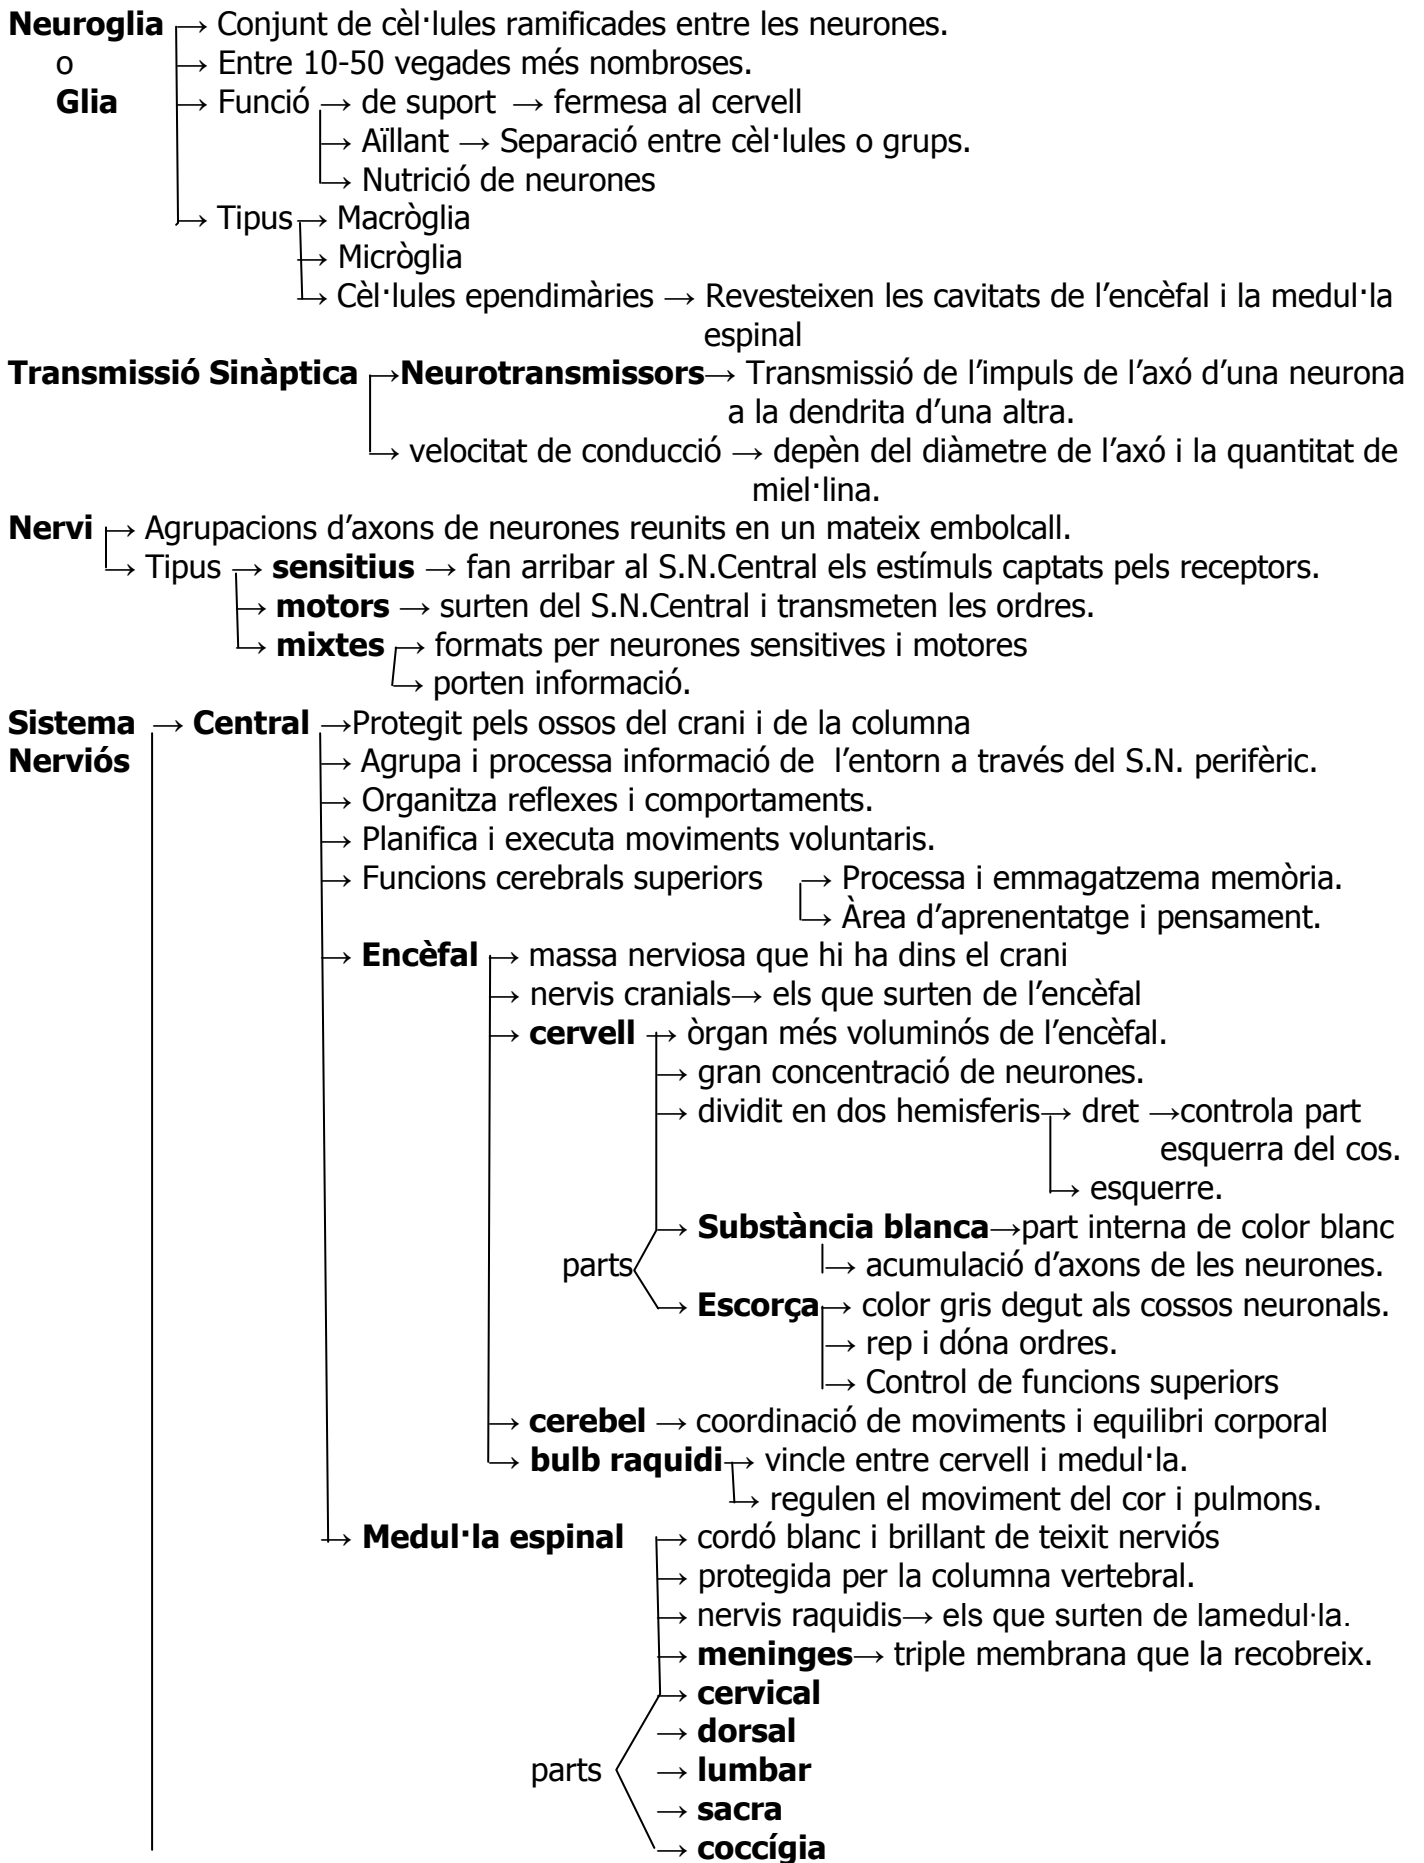 Neuroglia → Conjunt de cèl·lules ramificades entre les neurones.
o → Entre 10-50 vegades més nombroses.
Glia → Funció → de suport → fermesa al cervell
→ Aïllant → Separació entre cèl·lules o grups.
→ Nutrició de neurones
→ Tipus → Macròglia
→ Micròglia
→ Cèl·lules ependimàries → Revesteixen les cavitats de l’encèfal i la medul·la
espinal
Transmissió Sinàptica →Neurotransmissors→ Transmissió de l’impuls de l’axó d’una neurona
a la dendrita d’una altra.
→ velocitat de conducció → depèn del diàmetre de l’axó i la quantitat de
miel·lina.
Nervi → Agrupacions d’axons de neurones reunits en un mateix embolcall.
→ Tipus → sensitius → fan arribar al S.N.Central els estímuls captats pels receptors.
→ motors → surten del S.N.Central i transmeten les ordres.
→ mixtes → formats per neurones sensitives i motores
→ porten informació.
Sistema → Central →Protegit pels ossos del crani i de la columna
Nerviós → Agrupa i processa informació de l’entorn a través del S.N. perifèric.
→ Organitza reflexes i comportaments.
→ Planifica i executa moviments voluntaris.
→ Funcions cerebrals superiors → Processa i emmagatzema memòria.
→ Àrea d’aprenentatge i pensament.
→ Encèfal → massa nerviosa que hi ha dins el crani
→ nervis cranials→ els que surten de l’encèfal
→ cervell → òrgan més voluminós de l’encèfal.
→ gran concentració de neurones.
→ dividit en dos hemisferis→ dret →controla part
esquerra del cos.
→ esquerre.
→ Substància blanca→part interna de color blanc
parts → acumulació d’axons de les neurones.
→ Escorça→ color gris degut als cossos neuronals.
→ rep i dóna ordres.
→ Control de funcions superiors
→ cerebel → coordinació de moviments i equilibri corporal
→ bulb raquidi→ vincle entre cervell i medul·la.
→ regulen el moviment del cor i pulmons.
→ Medul·la espinal → cordó blanc i brillant de teixit nerviós
→ protegida per la columna vertebral.
→ nervis raquidis→ els que surten de lamedul·la.
→ meninges→ triple membrana que la recobreix.
→ cervical
→ dorsal
parts → lumbar
→ sacra
→ coccígia